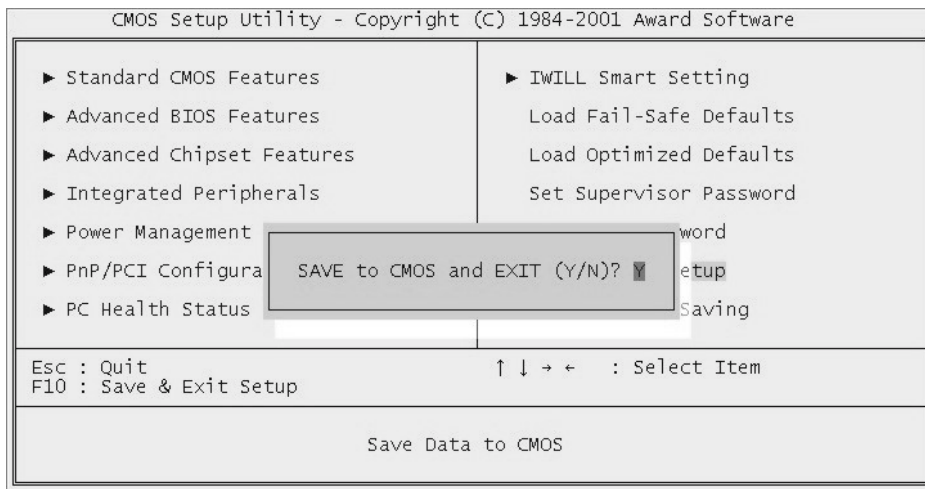 CMOS Setup Utility - Copyright (C) 1984-2001 Award Software
► Standard CMOS Features
► Advanced BIOS Features
► Advanced Chipset Features
► Integrated Peripherals
► Power Management
► PnP/PCI Configura
► PC Health Status
► IWILL Smart Setting
Load Fail-Safe Defaults
Load Optimized Defaults
Set Supervisor Password
word
etup
Saving
SAVE to CMOS and EXIT (Y/N)? Y
Esc : Quit
F10 : Save & Exit Setup
↑ ↓ → ← : Select Item
Save Data to CMOS